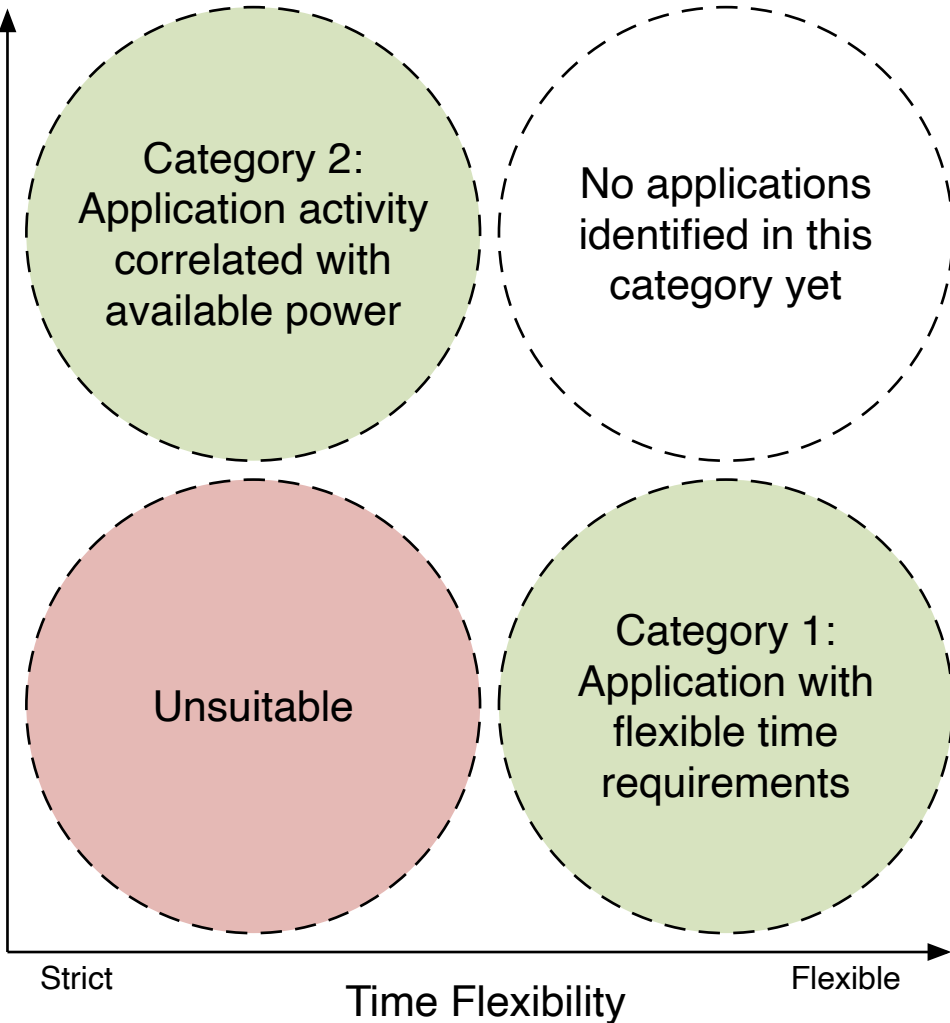 Category 2:
Application activity
correlated with
available power
No applications
identified in this
category yet
Unsuitable
Category 1:
Application with
flexible time
requirements
Strict
Flexible
Time Flexibility